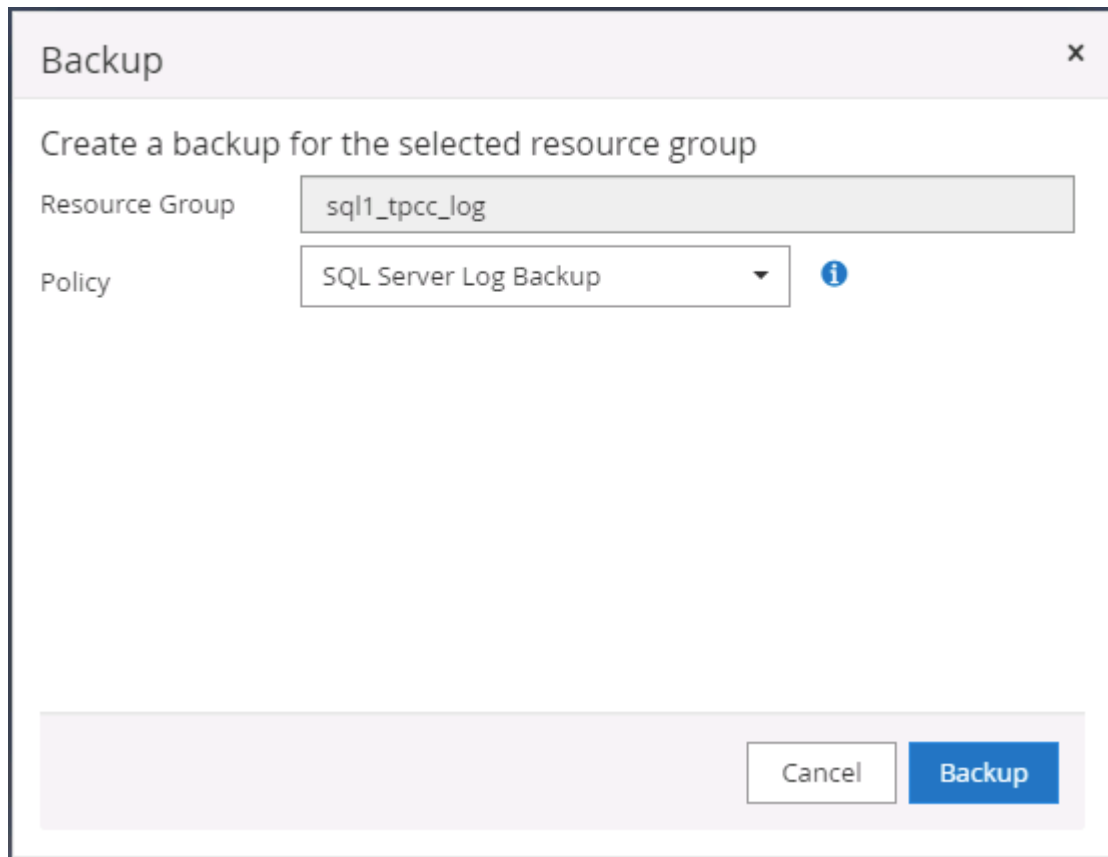 Backup
Create a backup for the selected resource group
Resource Group sql1_tpcc_log
Policy SQL Server Log Backup
Cancel Backup